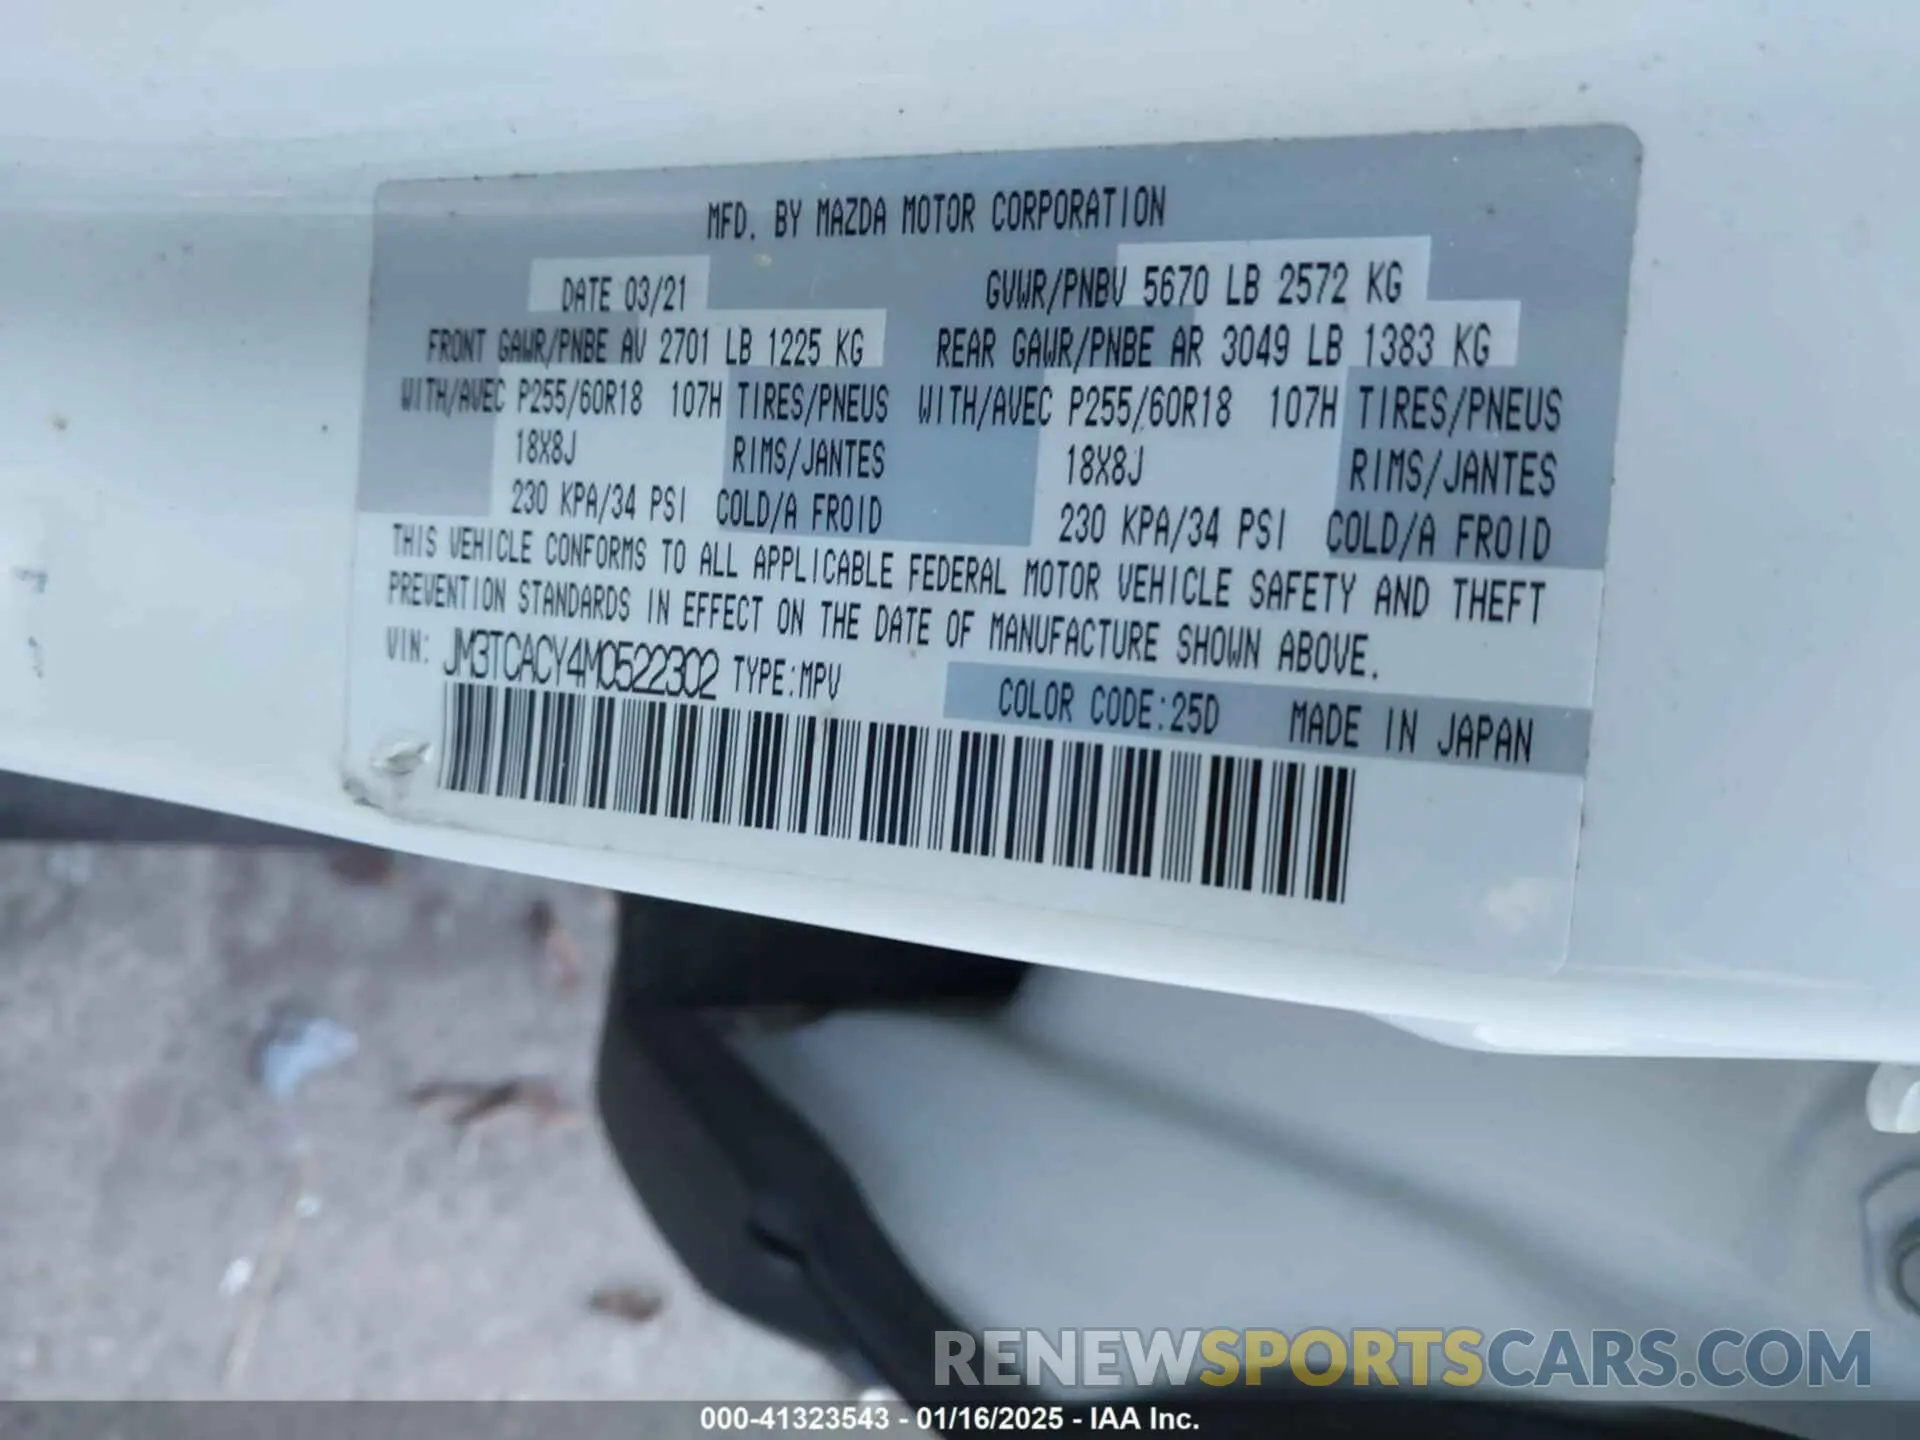 MFD. BY MAZDA MOTOR CORPORATION
DATE 03/21 GVWR/PNBV 5670 LB 2572 KG
FRONT GAWR/PNBE AV 2701 LB 1225 KG REAR GAWR/PNBE AR 3049 LB 1383 KG
WITH/AVEC P255/60R18 107H TIRES/PNEUS WITH/AVEC P255/60R18 107H TIRES/PNEUS
18X8J RIMS/JANTES 18X8J RIMS/JANTES
230 KPA/34 PSI COLD/A FROID 230 KPA/34 PSI COLD/A FROID
THIS VEHICLE CONFORMS TO ALL APPLICABLE FEDERAL MOTOR VEHICLE SAFETY AND THEFT
PREVENTION STANDARDS IN EFFECT ON THE DATE OF MANUFACTURE SHOWN ABOVE.
VIN: JM3TCACY4M0522302 TYPE:MPV
COLOR CODE:25D MADE IN JAPAN
RENEWSPORTSCARS.COM
000-41323543 - 01/16/2025 - IAA Inc.